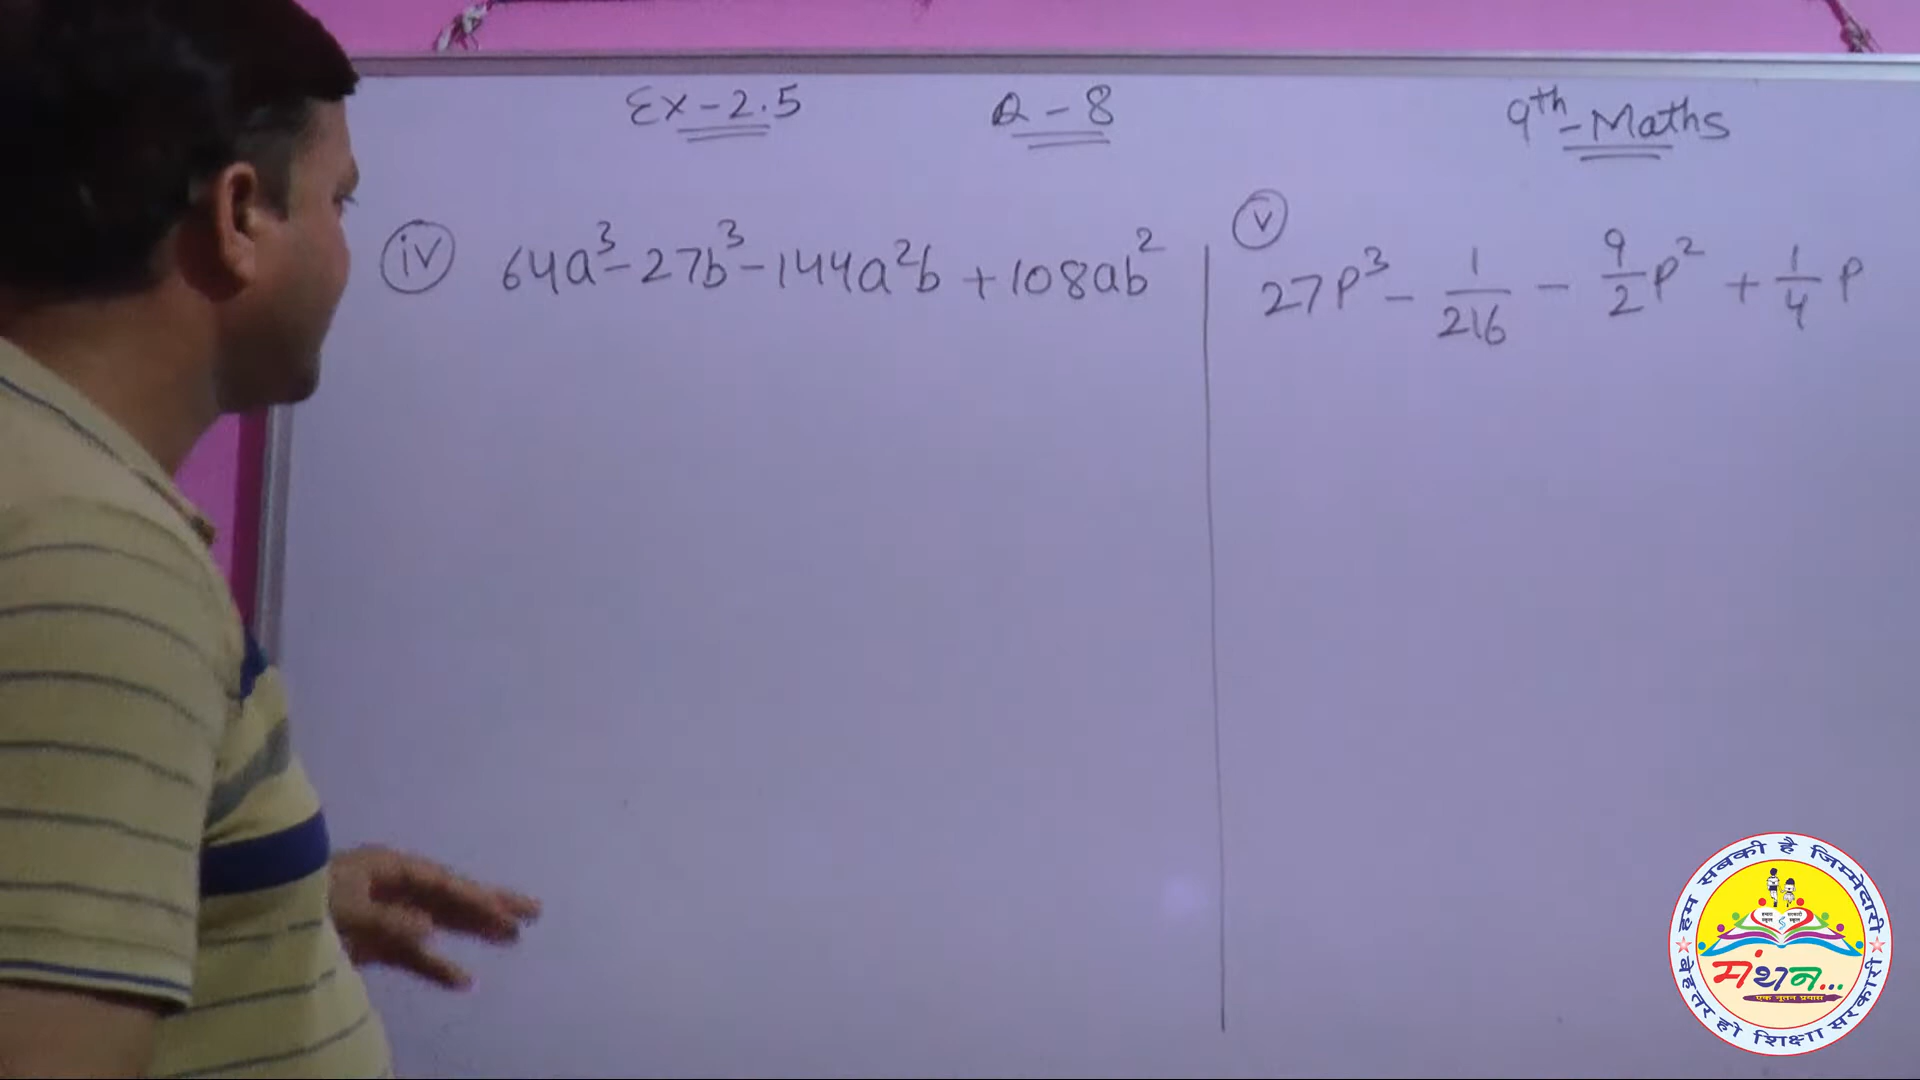 Ex-2.5 Q-8 9th-Maths
(iv) 64a³-27b³-144a²b+108ab²
(v) 27p³ - 1/216 - 9/2 p² + 1/4 p
हम सबकी है जिम्मेदारी
मंथन...
एक नूतन प्रयास
बेहतर हो शिक्षा सरकारी